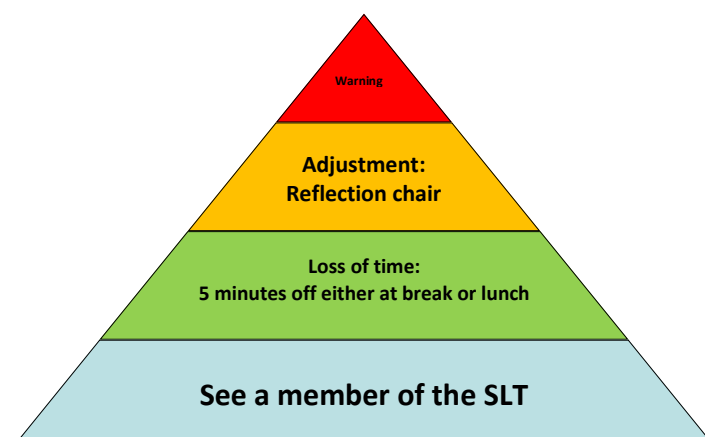 Warning
Adjustment:
Reflection chair
Loss of time:
5 minutes off either at break or lunch
See a member of the SLT